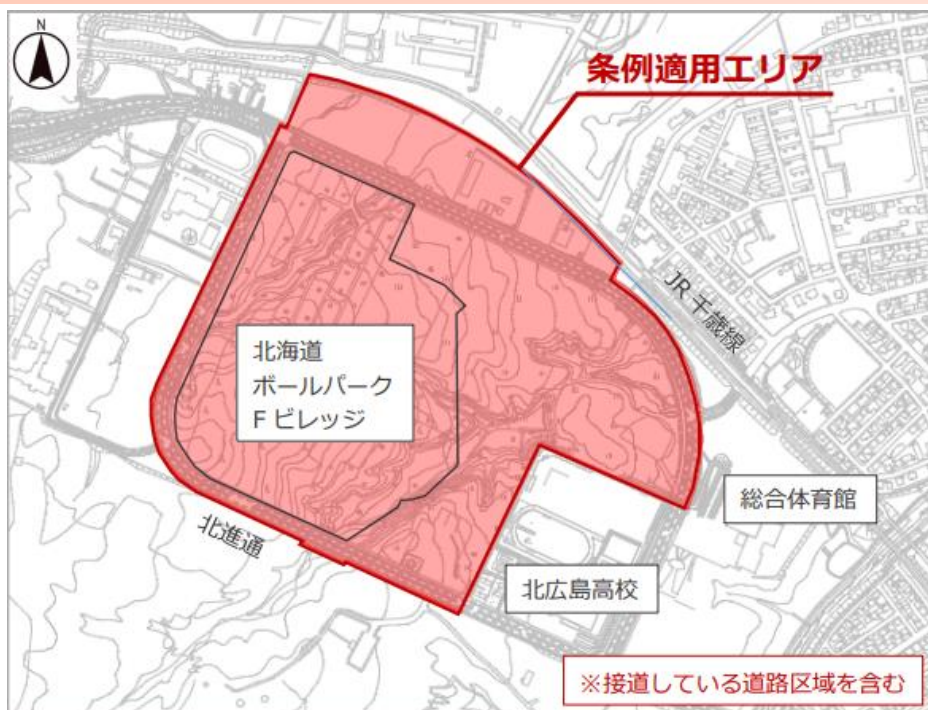 N
条例適用エリア
JR千歳線
北海道
ボールパーク
Fビレッジ
総合体育館
北進通
北広島高校
※接道している道路区域を含む